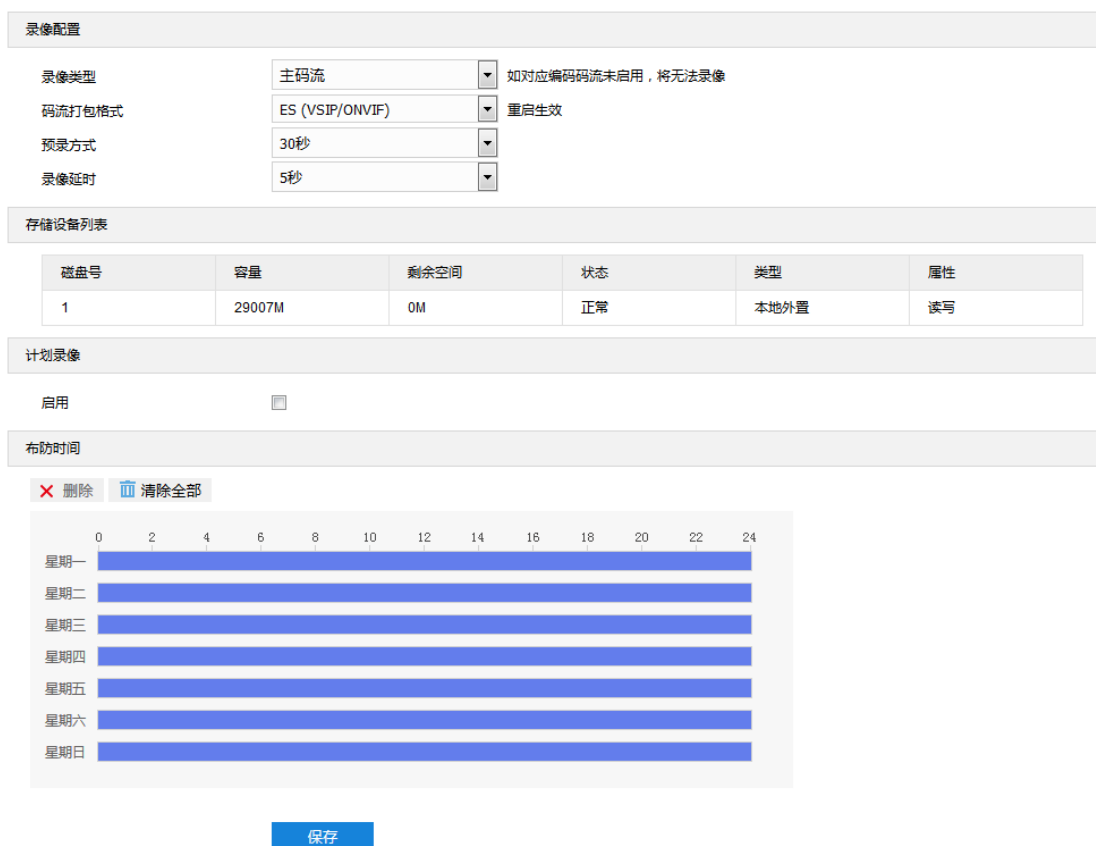 录像配置
录像类型 主码流 如对应编码码流未启用，将无法录像
码流打包格式 ES (VSIP/ONVIF) 重启生效
预录方式 30秒
录像延时 5秒
存储设备列表
磁盘号 容量 剩余空间 状态 类型 属性
1 29007M 0M 正常 本地外置 读写
计划录像
启用
布防时间
删除 清除全部
0 2 4 6 8 10 12 14 16 18 20 22 24
星期一
星期二
星期三
星期四
星期五
星期六
星期日
保存